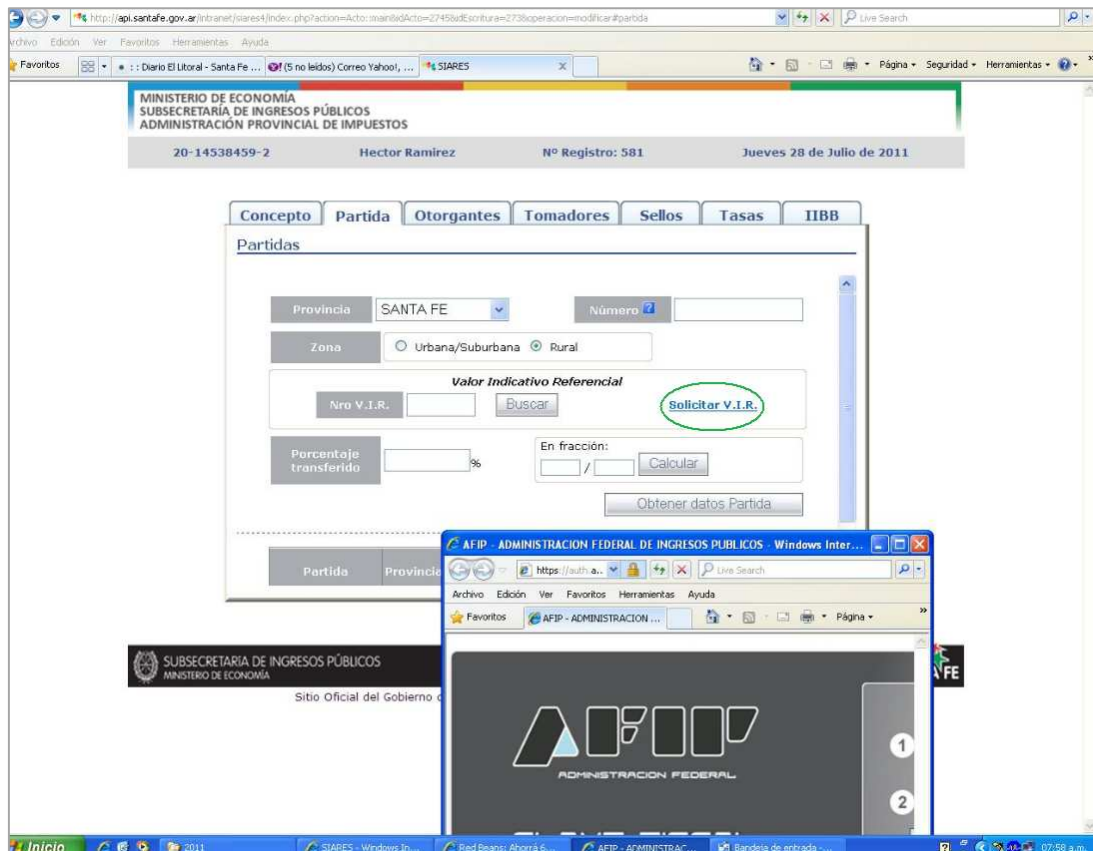 http://api.santafe.gov.ar/intranet/siares4/index.php?action=Acto::main&idActo=2745&idEscritura=273&operacion=modificar#partida Live Search
Archivo Edición Ver Favoritos Herramientas Ayuda
Favoritos : : Diario El Litoral - Santa Fe ... (5 no leídos) Correo Yahoo!, ... SIARES Página Seguridad Herramientas
MINISTERIO DE ECONOMÍA
SUBSECRETARÍA DE INGRESOS PÚBLICOS
ADMINISTRACIÓN PROVINCIAL DE IMPUESTOS
20-14538459-2 Hector Ramirez Nº Registro: 581 Jueves 28 de Julio de 2011
Concepto Partida Otorgantes Tomadores Sellos Tasas IIBB
Partidas
Provincia SANTA FE Número ?
Zona Urbana/Suburbana Rural
Valor Indicativo Referencial
Nro V.I.R. Buscar Solicitar V.I.R.
Porcentaje transferido % En fracción: / Calcular
Obtener datos Partida
Partida Provincia
AFIP - ADMINISTRACION FEDERAL DE INGRESOS PUBLICOS - Windows Inter...
https://auth.a.. Live Search
Archivo Edición Ver Favoritos Herramientas Ayuda
Favoritos AFIP - ADMINISTRACION ... Página »
AFIP
ADMINISTRACION FEDERAL
1
2
SUBSECRETARIA DE INGRESOS PÚBLICOS
MINISTERIO DE ECONOMÍA
FE
Sitio Oficial del Gobierno d
Inicio 2011 SIARES - Windows In... Red Beans: Ahorrá 6... AFIP - ADMINISTRAC... Bandeja de entrada -... 07:58 a.m.